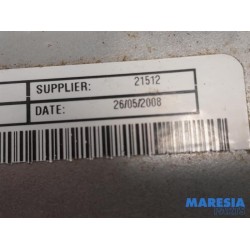 SUPPLIER: 21512
DATE: 26/05/2008
MARESIA